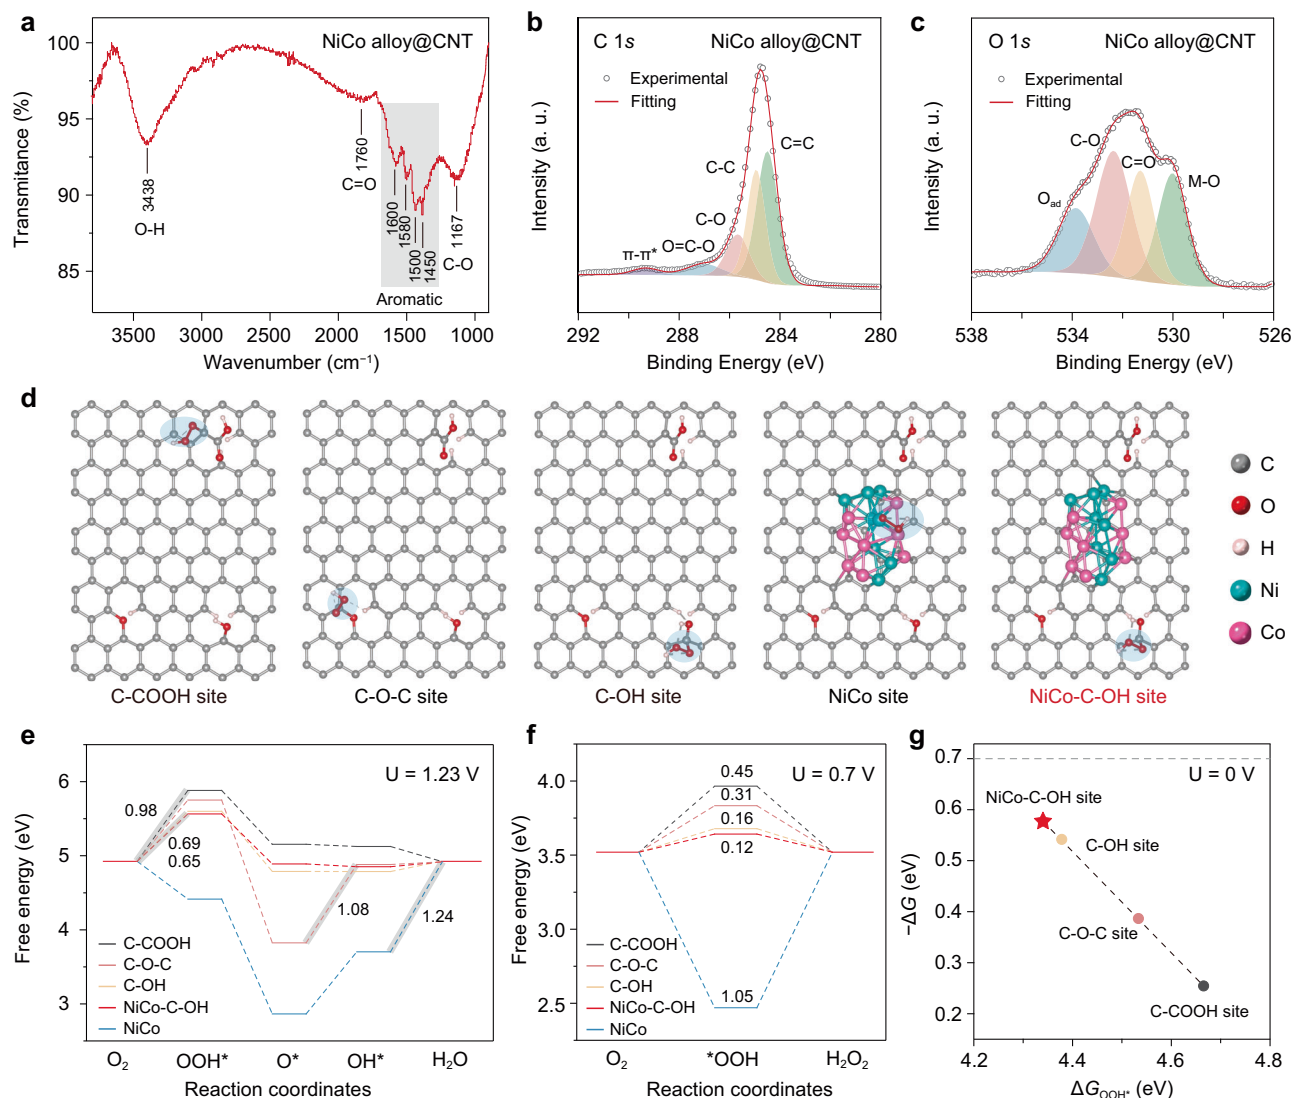 a
NiCo alloy@CNT
100
95
90
85
Transmitance (%)
3438
O-H
1760
C=O
1600
1580
1500
1450
1167
C-O
Aromatic
3500 3000 2500 2000 1500 1000
Wavenumber (cm⁻¹)
b
C 1s NiCo alloy@CNT
Experimental
Fitting
C=C
C-C
C-O
O=C-O
π-π*
Intensity (a. u.)
292 288 284 280
Binding Energy (eV)
c
O 1s NiCo alloy@CNT
Experimental
Fitting
C-O
C=O
M-O
O_ad
Intensity (a. u.)
538 534 530 526
Binding Energy (eV)
d
C-COOH site
C-O-C site
C-OH site
NiCo site
NiCo-C-OH site
C
O
H
Ni
Co
e
U = 1.23 V
6
5
4
3
Free energy (eV)
0.98
0.69
0.65
1.08
1.24
C-COOH
C-O-C
C-OH
NiCo-C-OH
NiCo
O₂ OOH* O* OH* H₂O
Reaction coordinates
f
U = 0.7 V
4.0
3.5
3.0
2.5
Free energy (eV)
0.45
0.31
0.16
0.12
1.05
C-COOH
C-O-C
C-OH
NiCo-C-OH
NiCo
O₂ *OOH H₂O₂
Reaction coordinates
g
U = 0 V
0.7
0.6
0.5
0.4
0.3
0.2
−ΔG (eV)
NiCo-C-OH site
C-OH site
C-O-C site
C-COOH site
4.2 4.4 4.6 4.8
ΔG_OOH* (eV)